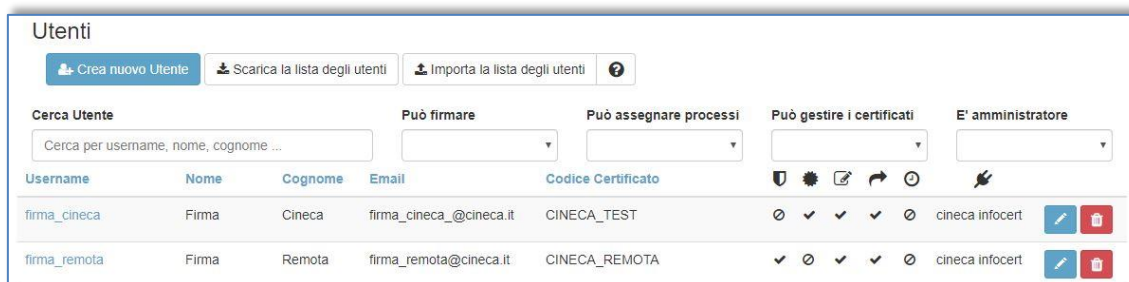 Utenti
Crea nuovo Utente Scarica la lista degli utenti Importa la lista degli utenti ?
Cerca Utente Può firmare Può assegnare processi Può gestire i certificati E' amministratore
Cerca per username, nome, cognome ...
Username Nome Cognome Email Codice Certificato
firma_cineca Firma Cineca firma_cineca_@cineca.it CINECA_TEST cineca infocert
firma_remota Firma Remota firma_remota@cineca.it CINECA_REMOTA cineca infocert